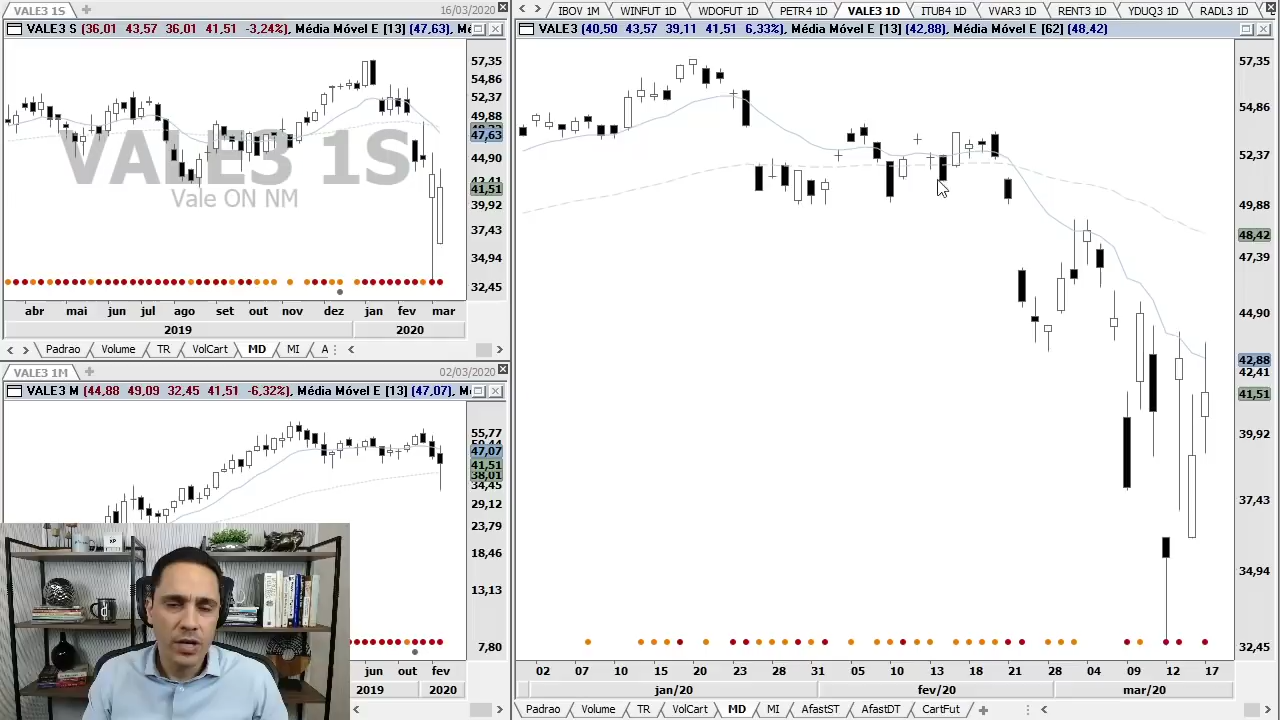 VALE3 1S
16/03/2020
VALE3 S (36,01 43,57 36,01 41,51 -3,24%), Média Móvel E [13] (47,63),
57,35
54,86
52,37
49,88
47,63
44,90
42,41
41,51
39,92
37,43
34,94
32,45
VALE3 1S
Vale ON NM
abr mai jun jul ago set out nov dez jan fev mar
2019 2020
Padrao Volume TR VolCart MD MI A
VALE3 1M
02/03/2020
VALE3 M (44,88 49,09 32,45 41,51 -6,32%), Média Móvel E [13] (47,07), M
55,77
47,07
41,51
38,01
34,45
29,12
23,79
18,46
13,13
7,80
jun out fev
2019 2020
XP
IBOV 1M WINFUT 1D WDOFUT 1D PETR4 1D VALE3 1D ITUB4 1D WAR3 1D RENT3 1D YDUQ3 1D RADL3 1D
VALE3 (40,50 43,57 39,11 41,51 6,33%), Média Móvel E [13] (42,88), Média Móvel E [62] (48,42)
57,35
54,86
52,37
49,88
48,42
47,39
44,90
42,88
42,41
41,51
39,92
37,43
34,94
32,45
02 07 10 15 20 23 28 31 05 10 13 18 21 28 04 09 12 17
jan/20 fev/20 mar/20
Padrao Volume TR VolCart MD MI AfastST AfastDT CartFut